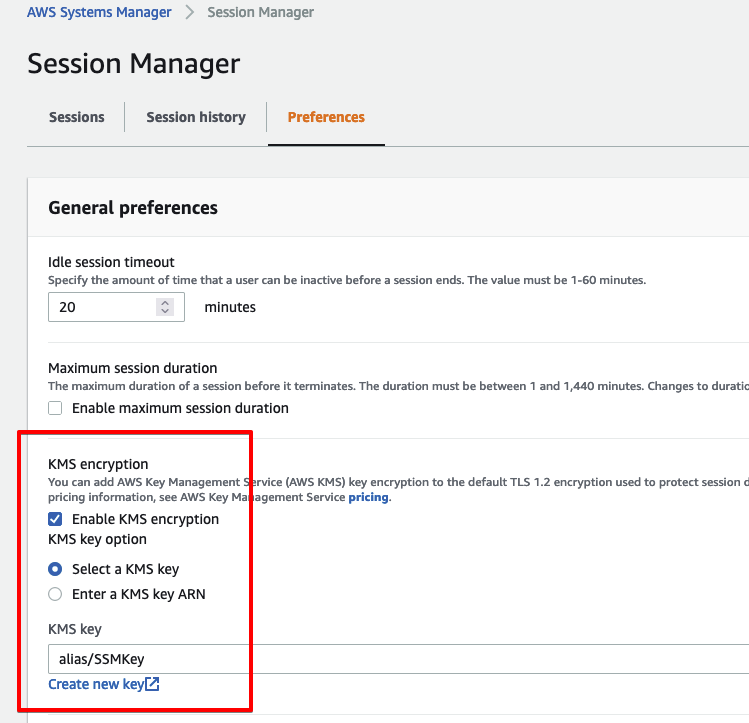 AWS Systems Manager > Session Manager
Session Manager
Sessions
Session history
Preferences
General preferences
Idle session timeout
Specify the amount of time that a user can be inactive before a session ends. The value must be 1-60 minutes.
20
minutes
Maximum session duration
The maximum duration of a session before it terminates. The duration must be between 1 and 1,440 minutes. Changes to
Enable maximum session duration
KMS encryption
You can add AWS Key Management Service (AWS KMS) key encryption to the default TLS 1.2 encryption used to protect session
pricing information, see AWS Key Management Service pricing.
Enable KMS encryption
KMS key option
Select a KMS key
Enter a KMS key ARN
KMS key
alias/SSMKey
Create new key